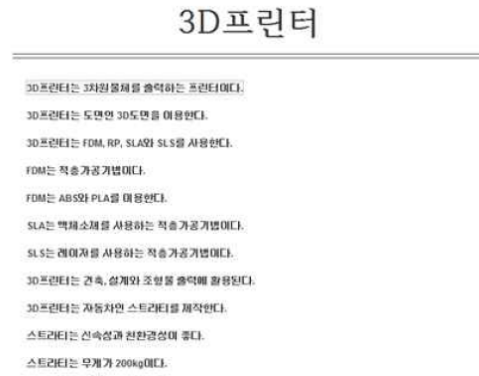 3D프린터
3D프린터는 3차원 물체를 출력하는 프린터이다.
3D프린터는 도면인 3D도면을 이용한다.
3D프린터는 FDM, RP, SLA와 SLS를 사용한다.
FDM는 적층가공기법이다.
FDM는 ABS와 PLA를 이용한다.
SLA는 액체소재를 사용하는 적층가공기법이다.
SLS는 레이저를 사용하는 적층가공기법이다.
3D프린터는 건축, 설계와 조형물 출력에 활용된다.
3D프린터는 자동차인 스트라티를 제작한다.
스트라티는 신속성과 친환경성이 좋다.
스트라티는 무게가 200kg이다.